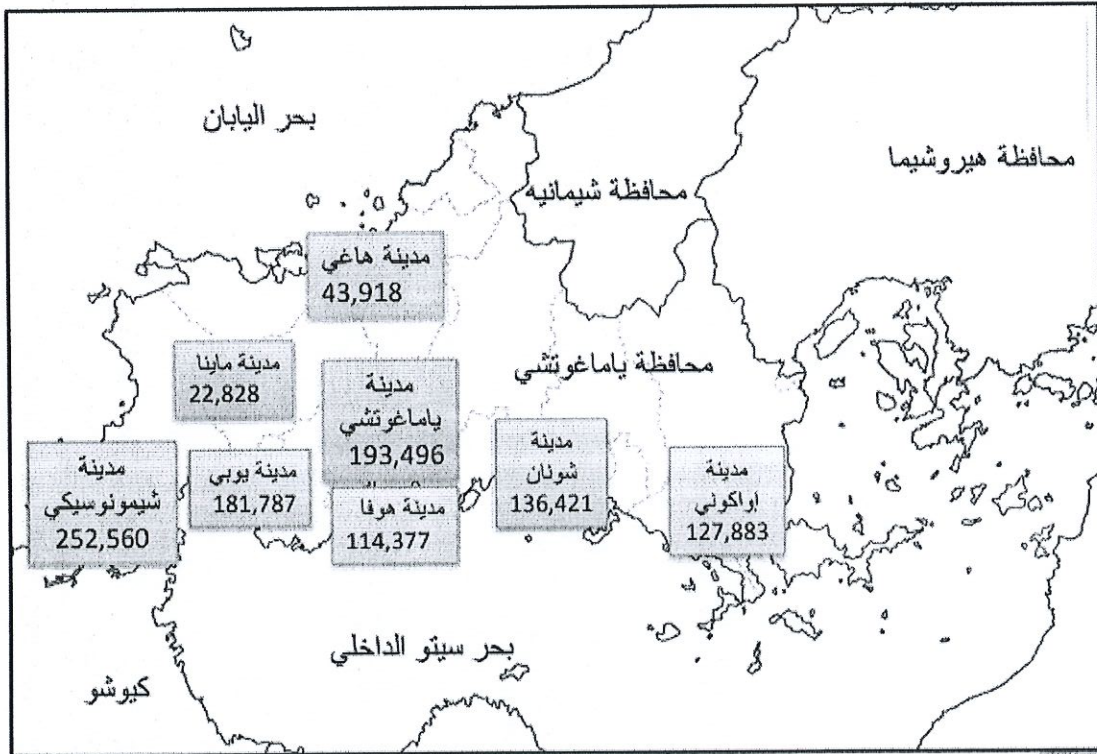 بحر اليابان
محافظة هيروشيما
محافظة شيمانيه
مدينة هاغي
43,918
مدينة ماينا
22,828
مدينة
ياماغوتشي
193,496
محافظة ياماغوتشي
مدينة
شيمونوسيكي
252,560
مدينة يوبي
181,787
مدينة هوفا
114,377
مدينة
شونان
136,421
مدينة
إواكوني
127,883
بحر سيتو الداخلي
كيوشو